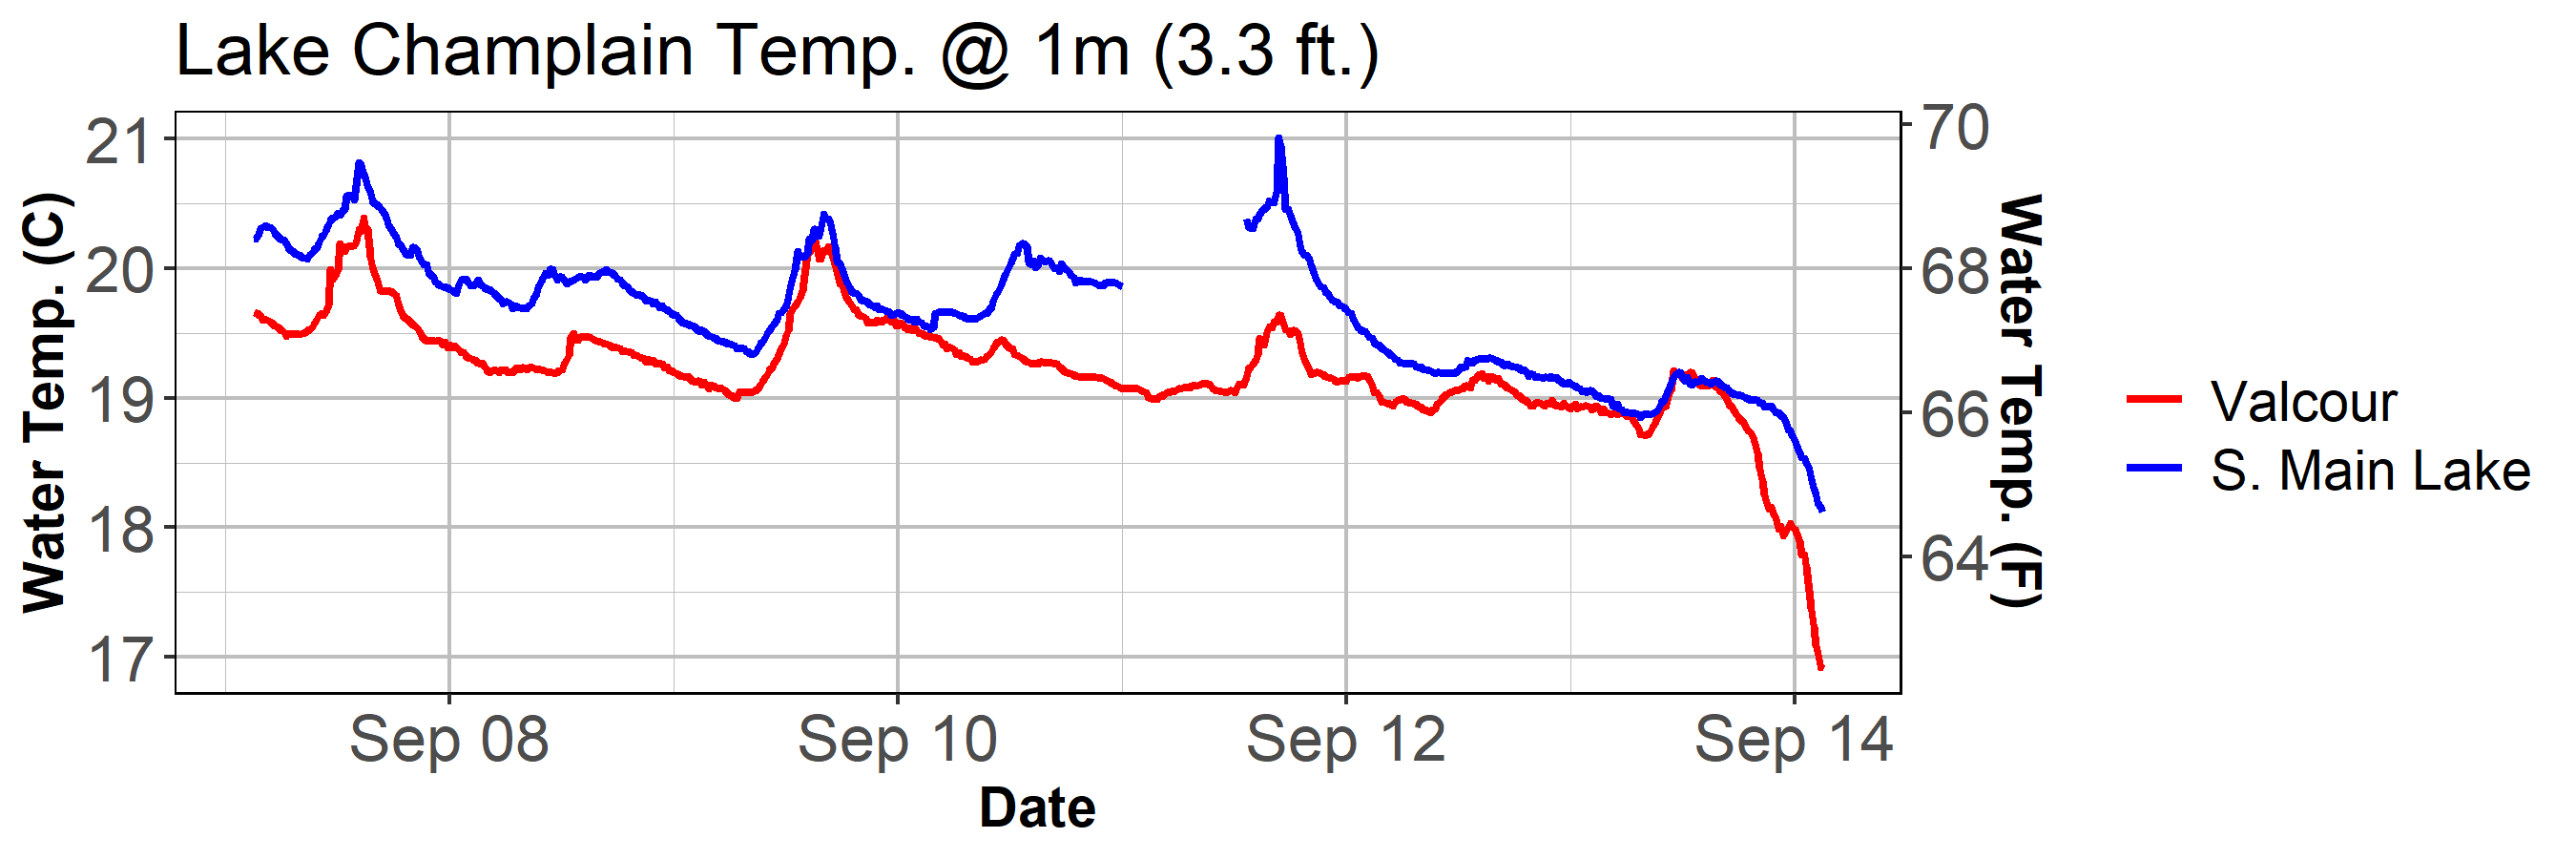 Lake Champlain Temp. @ 1m (3.3 ft.)
Water Temp. (C)
21
20
19
18
17
70
68
66
64
Water Temp. (F)
Sep 08
Sep 10
Sep 12
Sep 14
Date
Valcour
S. Main Lake